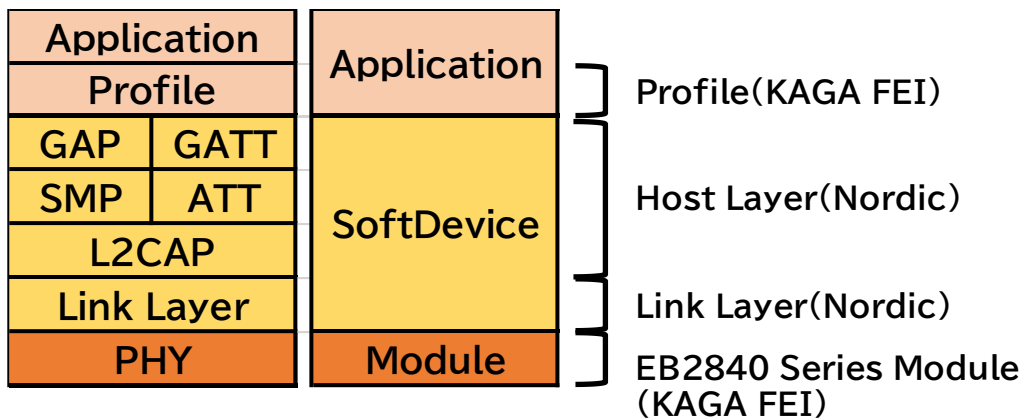 Application
Profile
GAP GATT
SMP ATT
L2CAP
Link Layer
PHY
Application
SoftDevice
Module
Profile(KAGA FEI)
Host Layer(Nordic)
Link Layer(Nordic)
EB2840 Series Module
(KAGA FEI)